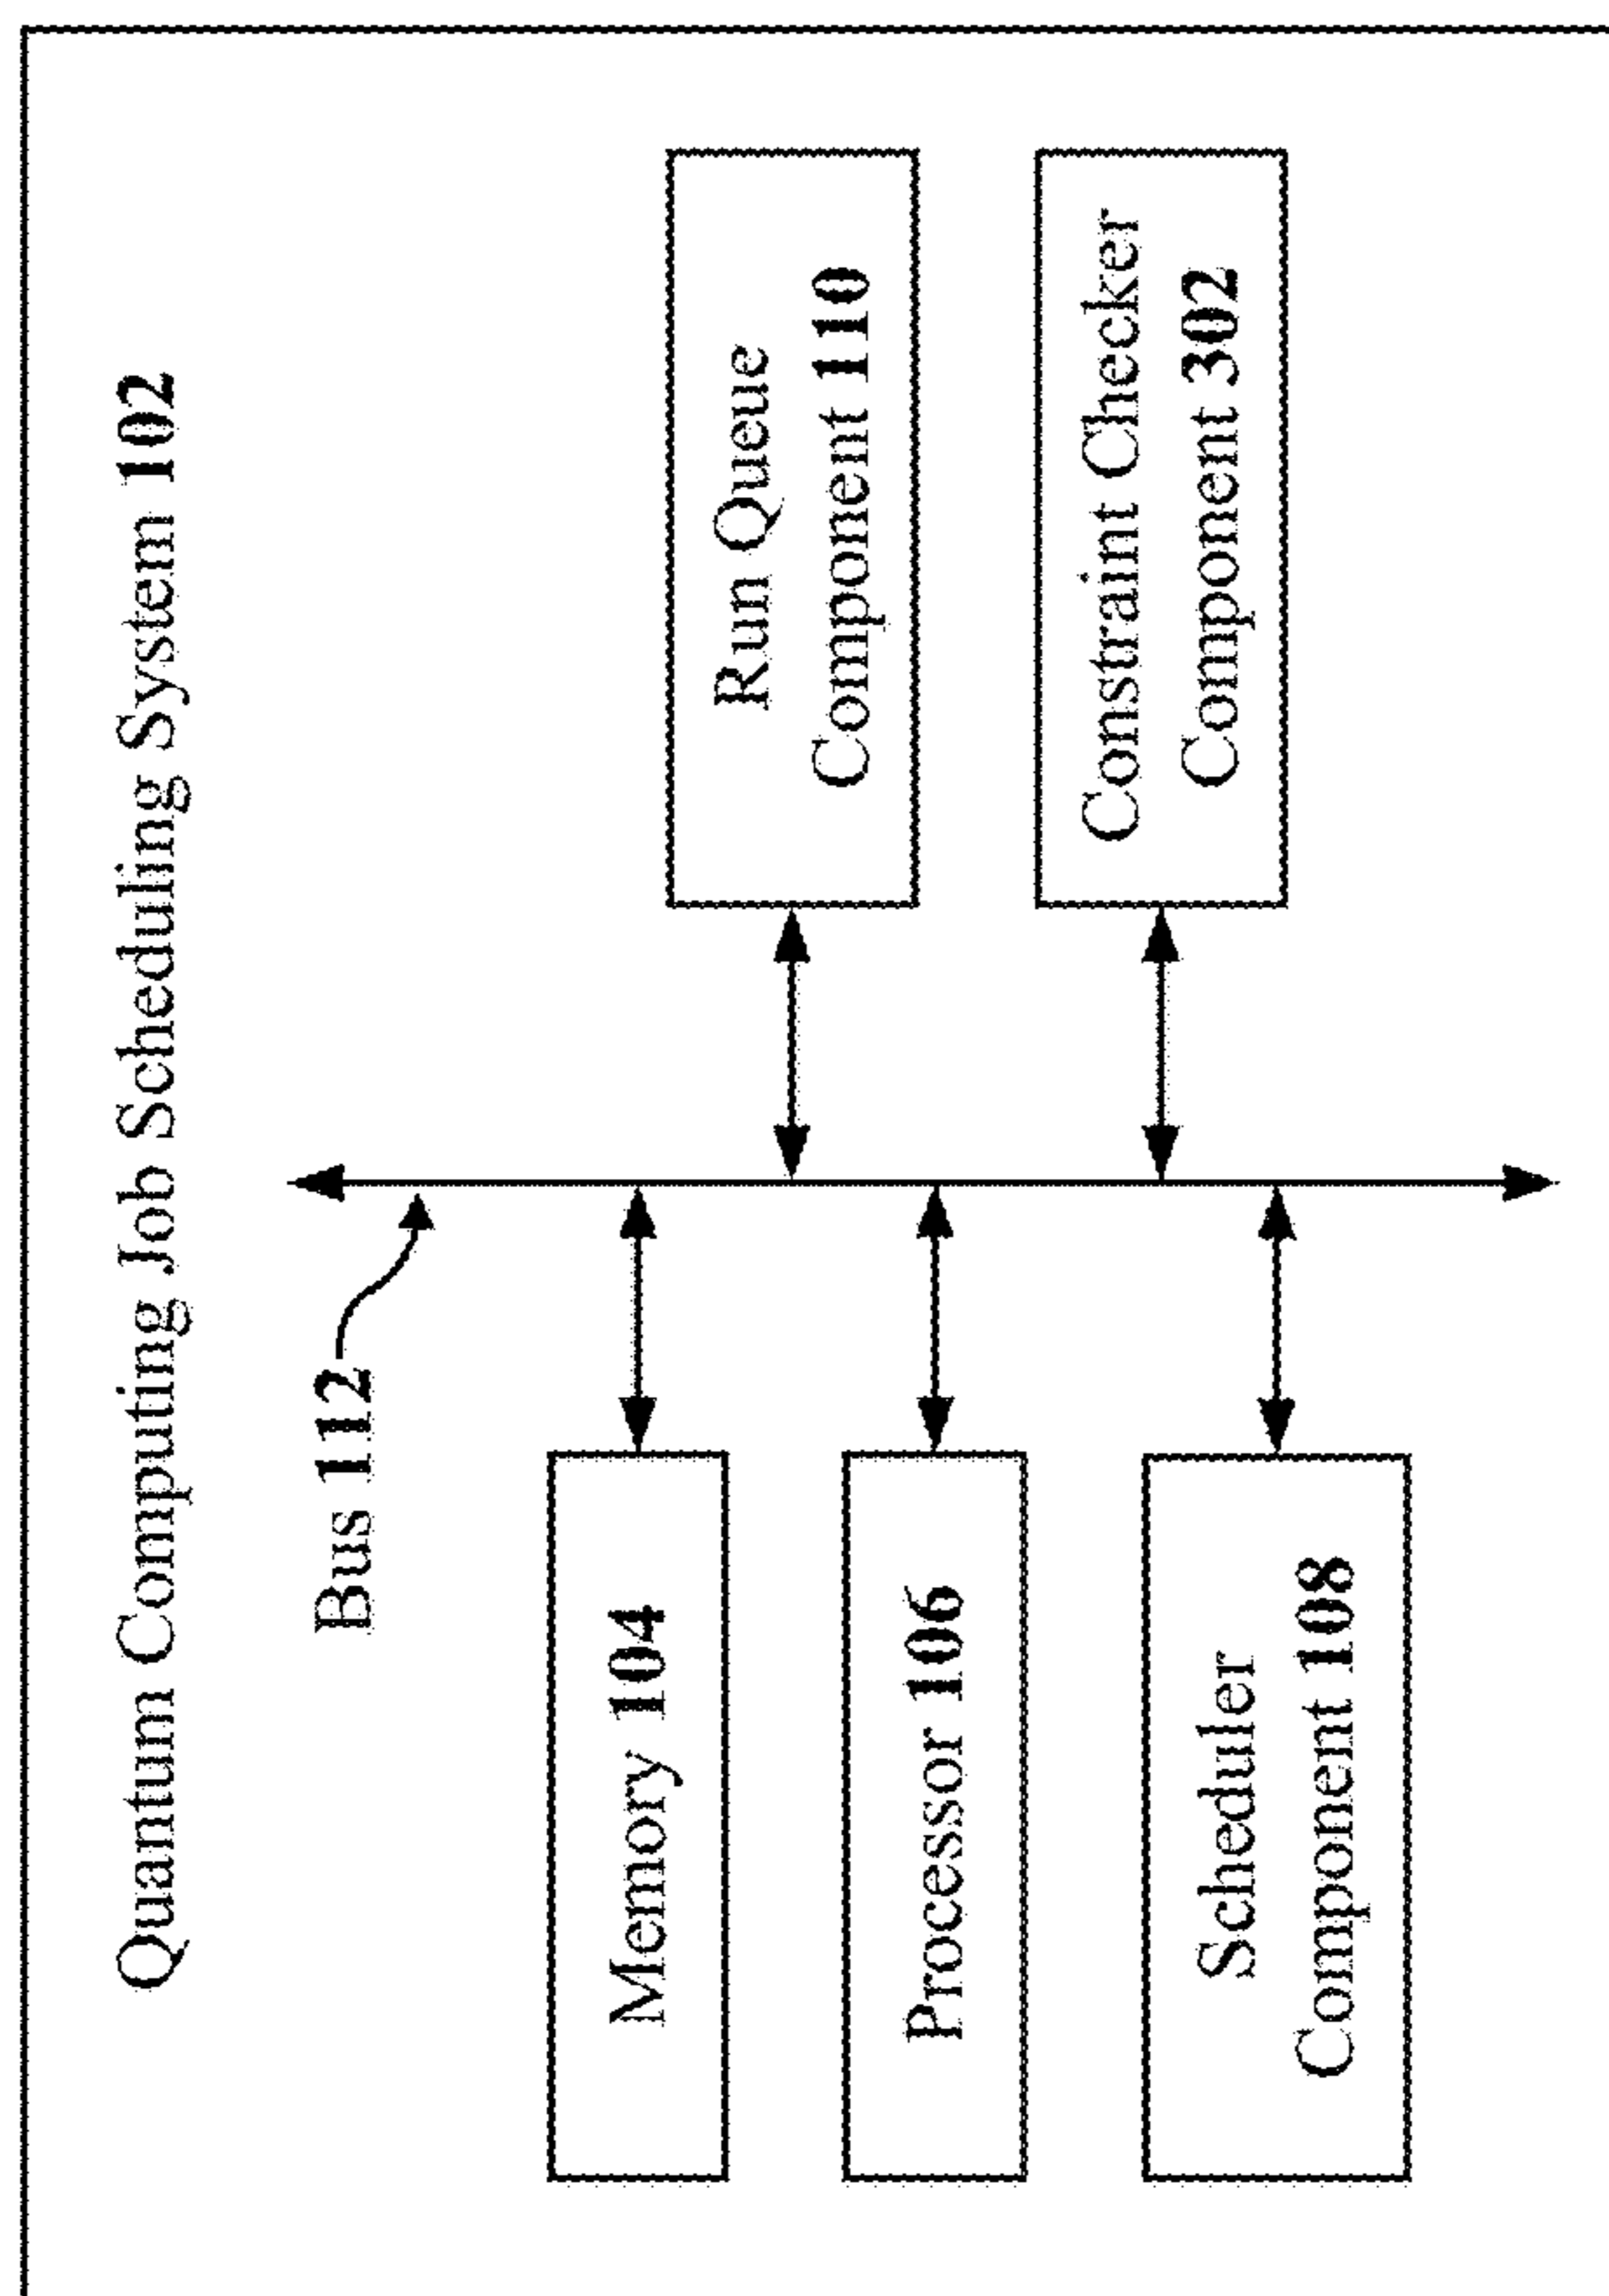 Quantum Computing Job Scheduling System 102
Bus 112
Memory 104
Processor 106
Scheduler
Component 108
Run Queue
Component 110
Constraint Checker
Component 302